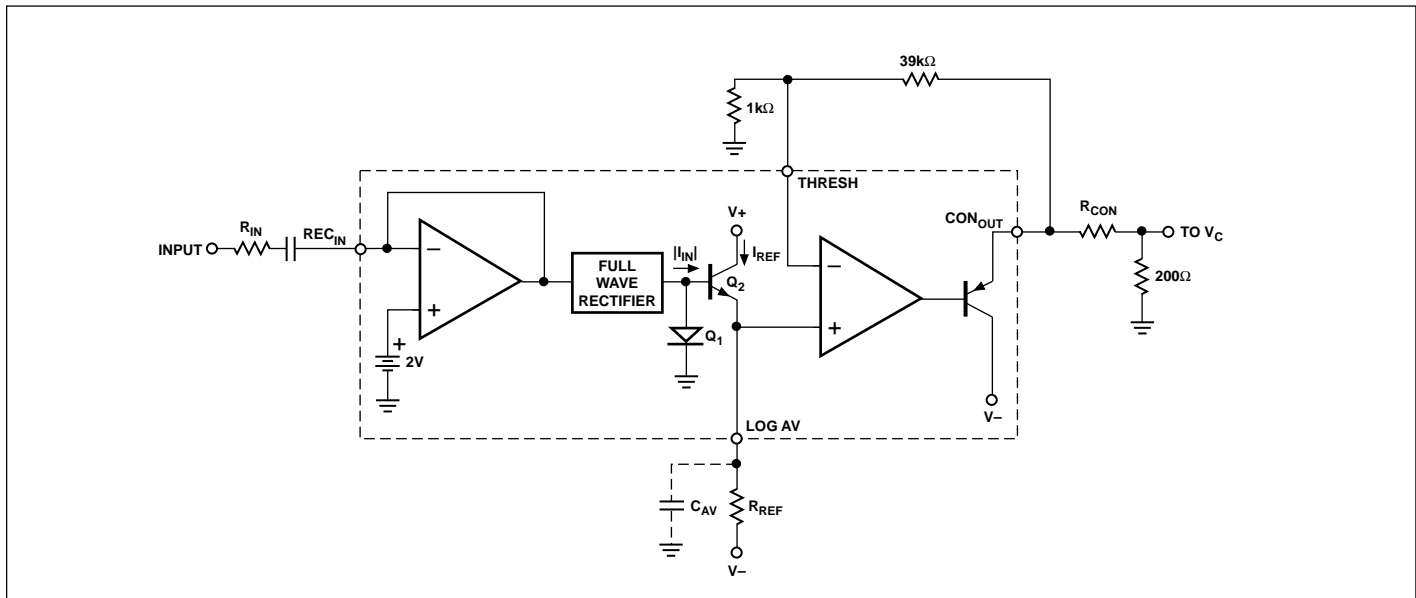 39kΩ
1kΩ
THRESH
V+
CON_OUT
R_CON
R_IN
REC_IN
INPUT
TO V_C
|I_IN|
I_REF
−
−
FULL
WAVE
RECTIFIER
Q_2
200Ω
+
+
Q_1
+
2V
V–
LOG AV
C_AV
R_REF
V–